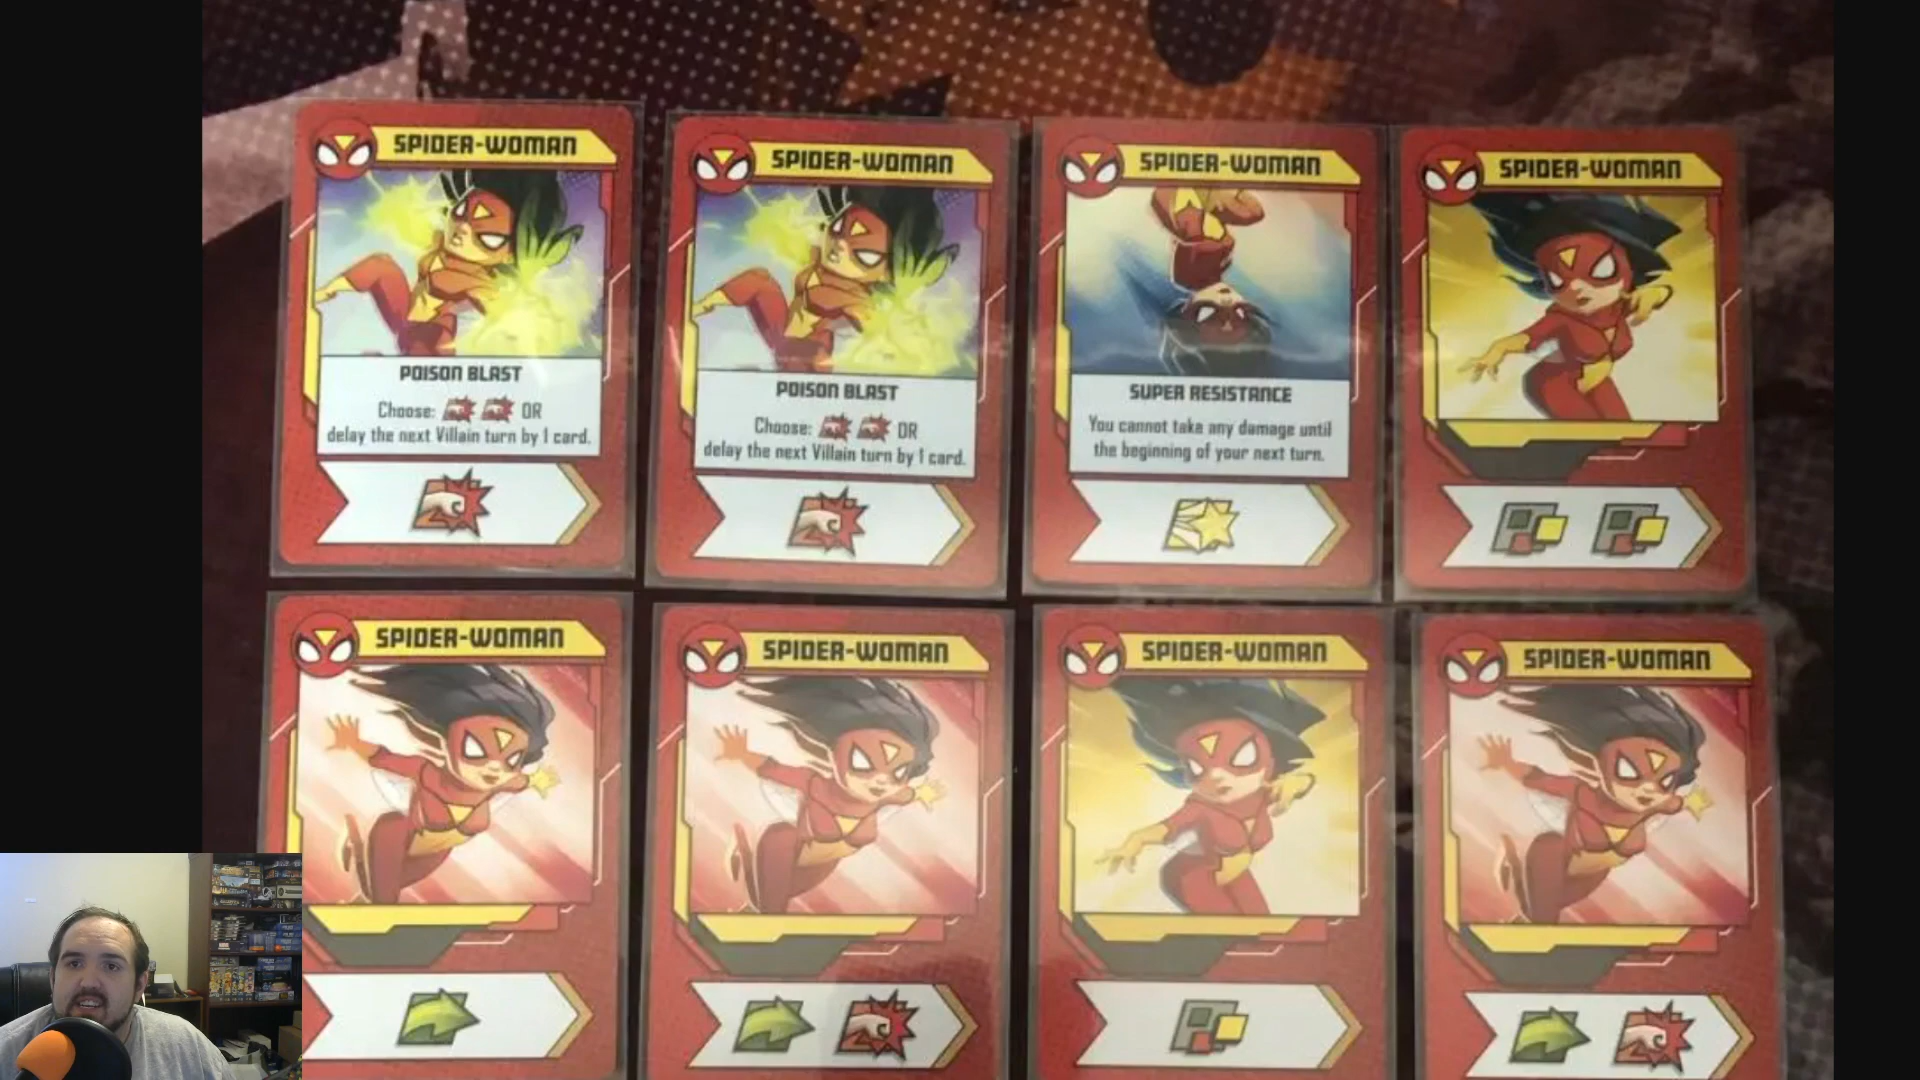 SPIDER-WOMAN
POISON BLAST
Choose: OR
delay the next Villain turn by 1 card.
SPIDER-WOMAN
POISON BLAST
Choose: OR
delay the next Villain turn by 1 card.
SPIDER-WOMAN
SUPER RESISTANCE
You cannot take any damage until
the beginning of your next turn.
SPIDER-WOMAN
SPIDER-WOMAN
SPIDER-WOMAN
SPIDER-WOMAN
SPIDER-WOMAN